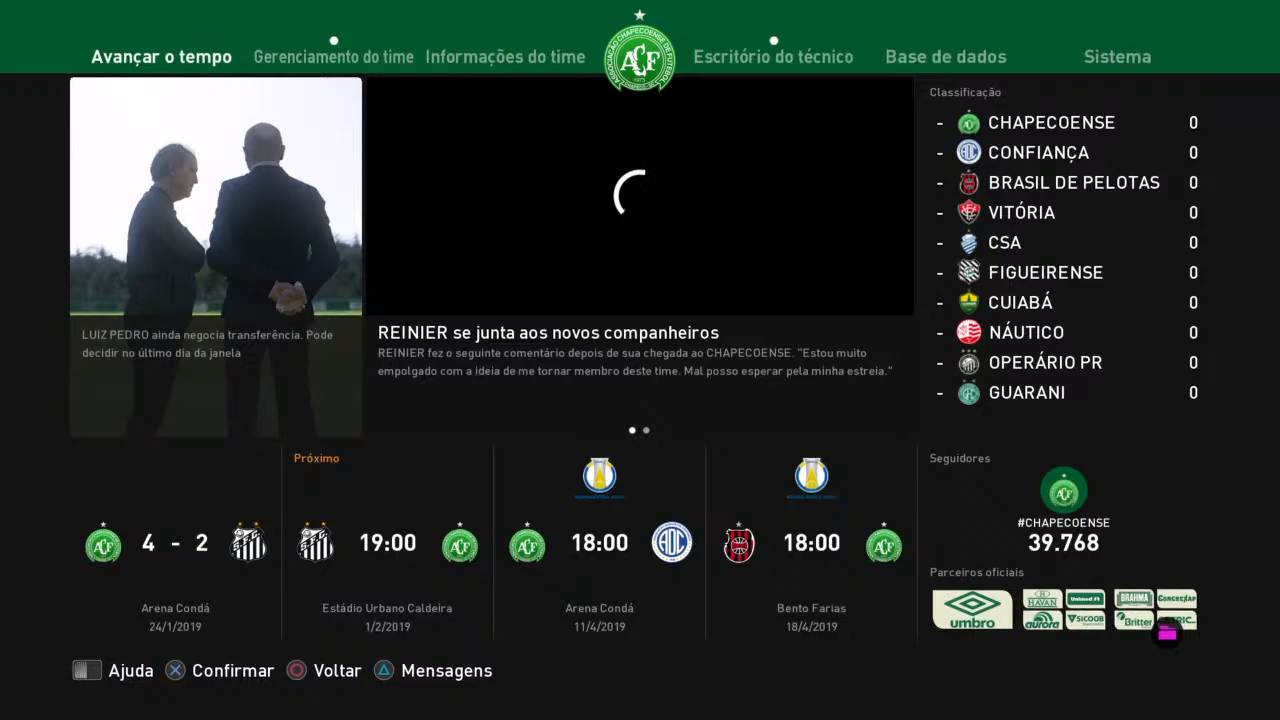 Avançar o tempo
Gerenciamento do time
Informações do time
Escritório do técnico
Base de dados
Sistema
LUIZ PEDRO ainda negocia transferência. Pode
decidir no último dia da janela
REINIER se junta aos novos companheiros
REINIER fez o seguinte comentário depois de sua chegada ao CHAPECOENSE. "Estou muito
empolgado com a ideia de me tornar membro deste time. Mal posso esperar pela minha estreia."
Classificação
- CHAPECOENSE 0
- CONFIANÇA 0
- BRASIL DE PELOTAS 0
- VITÓRIA 0
- CSA 0
- FIGUEIRENSE 0
- CUIABÁ 0
- NÁUTICO 0
- OPERÁRIO PR 0
- GUARANI 0
4 - 2
Arena Condá
24/1/2019
Próximo
19:00
Estádio Urbano Caldeira
1/2/2019
18:00
Arena Condá
11/4/2019
18:00
Bento Farias
18/4/2019
Seguidores
#CHAPECOENSE
39.768
Parceiros oficiais
umbro
HAVAN
Unimed
BRAHMA
aurora
SICOOB
Britter
Ajuda
Confirmar
Voltar
Mensagens